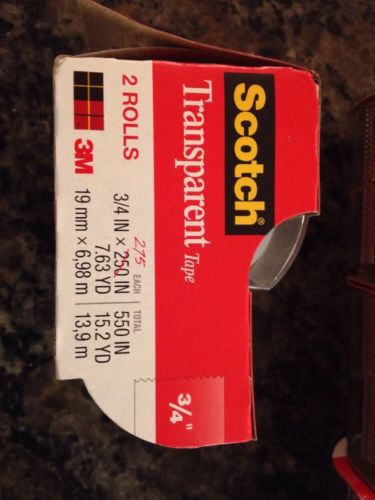 Scotch®
Transparent Tape
2 ROLLS
275 EACH TOTAL
3/4 IN x 250 IN 550 IN
7,63 YD 15.2 YD
19 mm x 6,98 m 13,9 m
3M
3/4"